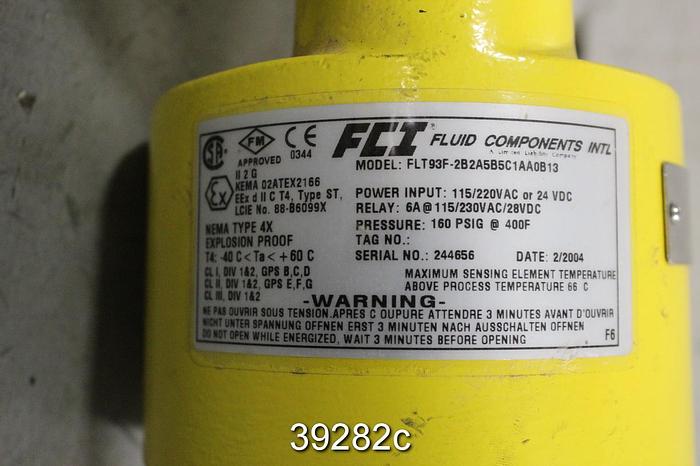 SA
FM
APPROVED
CE
0344
FCI® FLUID COMPONENTS INTL
A Limited Liability Company
MODEL: FLT93F-2B2A5B5C1AA0B13
Ex
II 2 G
KEMA 02ATEX2166
EEx d II C T4, Type ST,
LCIE No. 88-B6099X
NEMA TYPE 4X
EXPLOSION PROOF
T4: -40 C < Ta < +60 C
CL I, DIV 1&2, GPS B,C,D
CL II, DIV 1&2, GPS E,F,G
CL III, DIV 1&2
POWER INPUT: 115/220VAC or 24 VDC
RELAY: 6A @ 115/230VAC/28VDC
PRESSURE: 160 PSIG @ 400F
TAG NO.:
SERIAL NO.: 244656 DATE: 2/2004
MAXIMUM SENSING ELEMENT TEMPERATURE
ABOVE PROCESS TEMPERATURE 66 C
-WARNING-
NE PAS OUVRIR SOUS TENSION.APRES C OUPURE ATTENDRE 3 MINUTES AVANT D'OUVRIR
NICHT UNTER SPANNUNG OFFNEN ERST 3 MINUTEN NACH AUSSCHALTEN OFFNEN
DO NOT OPEN WHILE ENERGIZED, WAIT 3 MINUTES BEFORE OPENING
F6
39282c